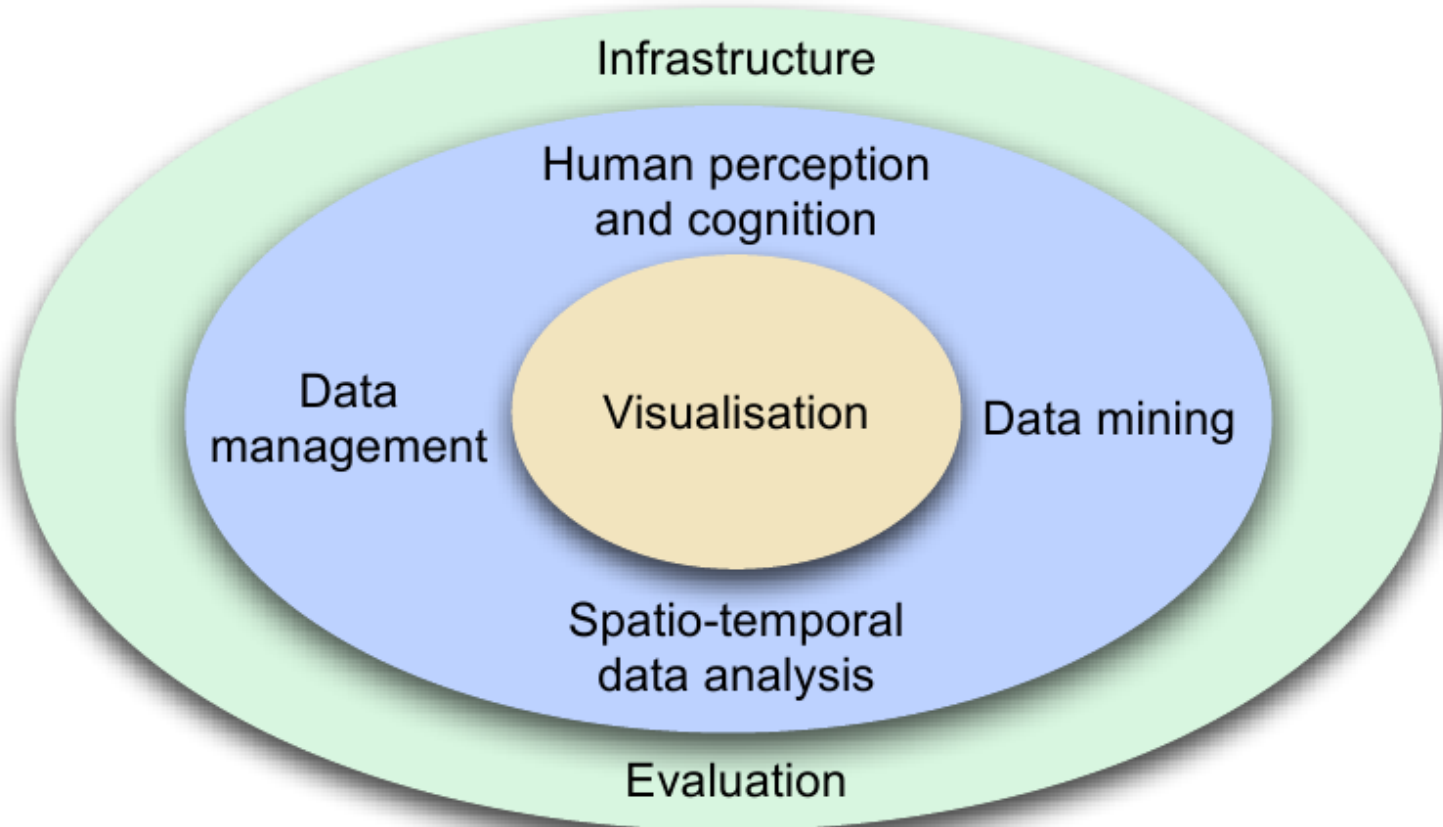 Infrastructure
Human perception
and cognition
Data
management
Visualisation
Data mining
Spatio-temporal
data analysis
Evaluation